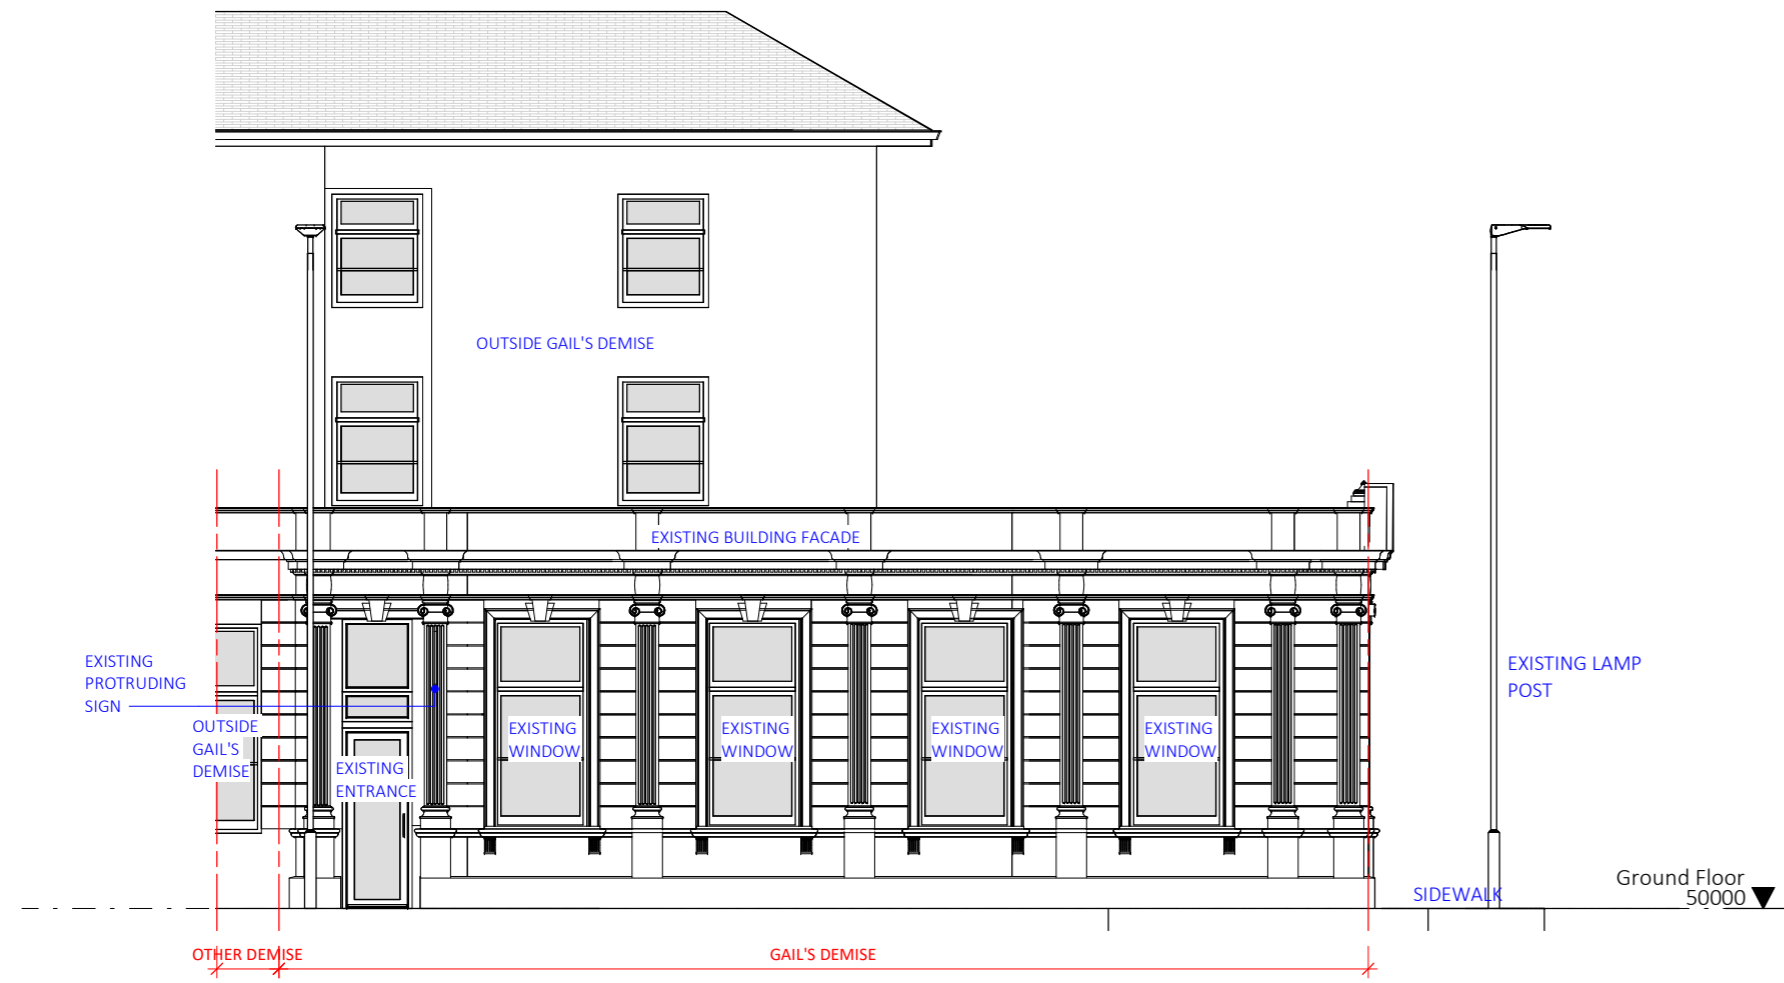 OUTSIDE GAIL'S DEMISE
EXISTING BUILDING FACADE
EXISTING
PROTRUDING
SIGN
OUTSIDE
GAIL'S
DEMISE
EXISTING
ENTRANCE
EXISTING
WINDOW
EXISTING
WINDOW
EXISTING
WINDOW
EXISTING
WINDOW
EXISTING LAMP
POST
SIDEWALK
Ground Floor
50000
OTHER DEMISE
GAIL'S DEMISE